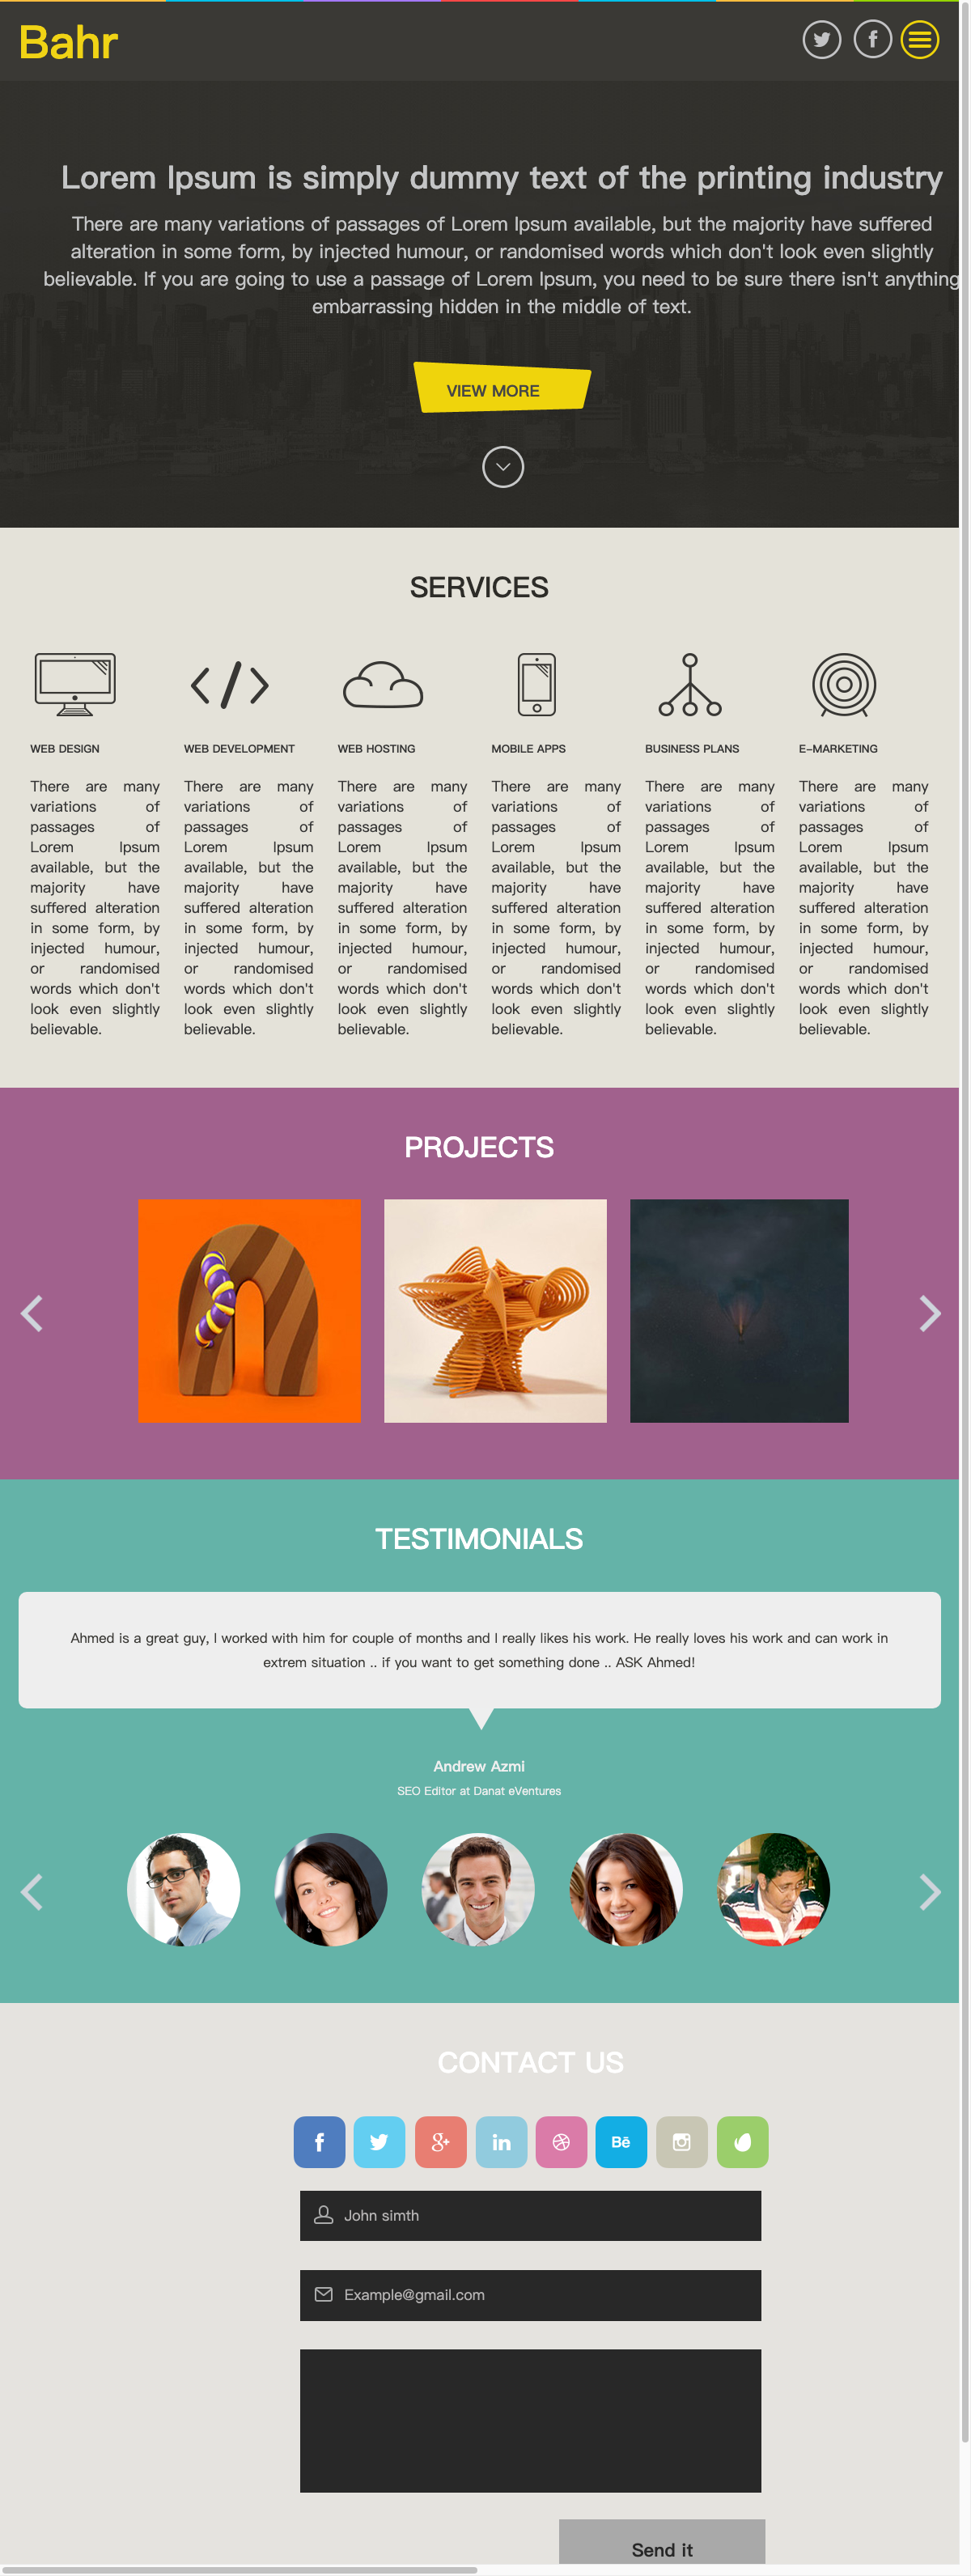 Bahr
Lorem Ipsum is simply dummy text of the printing industry
There are many variations of passages of Lorem Ipsum available, but the majority have suffered
alteration in some form, by injected humour, or randomised words which don't look even slightly
believable. If you are going to use a passage of Lorem Ipsum, you need to be sure there isn't anything
embarrassing hidden in the middle of text.
VIEW MORE
SERVICES
WEB DESIGN
There are many
variations of
passages of
Lorem Ipsum
available, but the
majority have
suffered alteration
in some form, by
injected humour,
or randomised
words which don't
look even slightly
believable.
WEB DEVELOPMENT
There are many
variations of
passages of
Lorem Ipsum
available, but the
majority have
suffered alteration
in some form, by
injected humour,
or randomised
words which don't
look even slightly
believable.
WEB HOSTING
There are many
variations of
passages of
Lorem Ipsum
available, but the
majority have
suffered alteration
in some form, by
injected humour,
or randomised
words which don't
look even slightly
believable.
MOBILE APPS
There are many
variations of
passages of
Lorem Ipsum
available, but the
majority have
suffered alteration
in some form, by
injected humour,
or randomised
words which don't
look even slightly
believable.
BUSINESS PLANS
There are many
variations of
passages of
Lorem Ipsum
available, but the
majority have
suffered alteration
in some form, by
injected humour,
or randomised
words which don't
look even slightly
believable.
E-MARKETING
There are many
variations of
passages of
Lorem Ipsum
available, but the
majority have
suffered alteration
in some form, by
injected humour,
or randomised
words which don't
look even slightly
believable.
PROJECTS
TESTIMONIALS
Ahmed is a great guy, I worked with him for couple of months and I really likes his work. He really loves his work and can work in
extrem situation .. if you want to get something done .. ASK Ahmed!
Andrew Azmi
SEO Editor at Danat eVentures
CONTACT US
John simth
Example@gmail.com
Send it